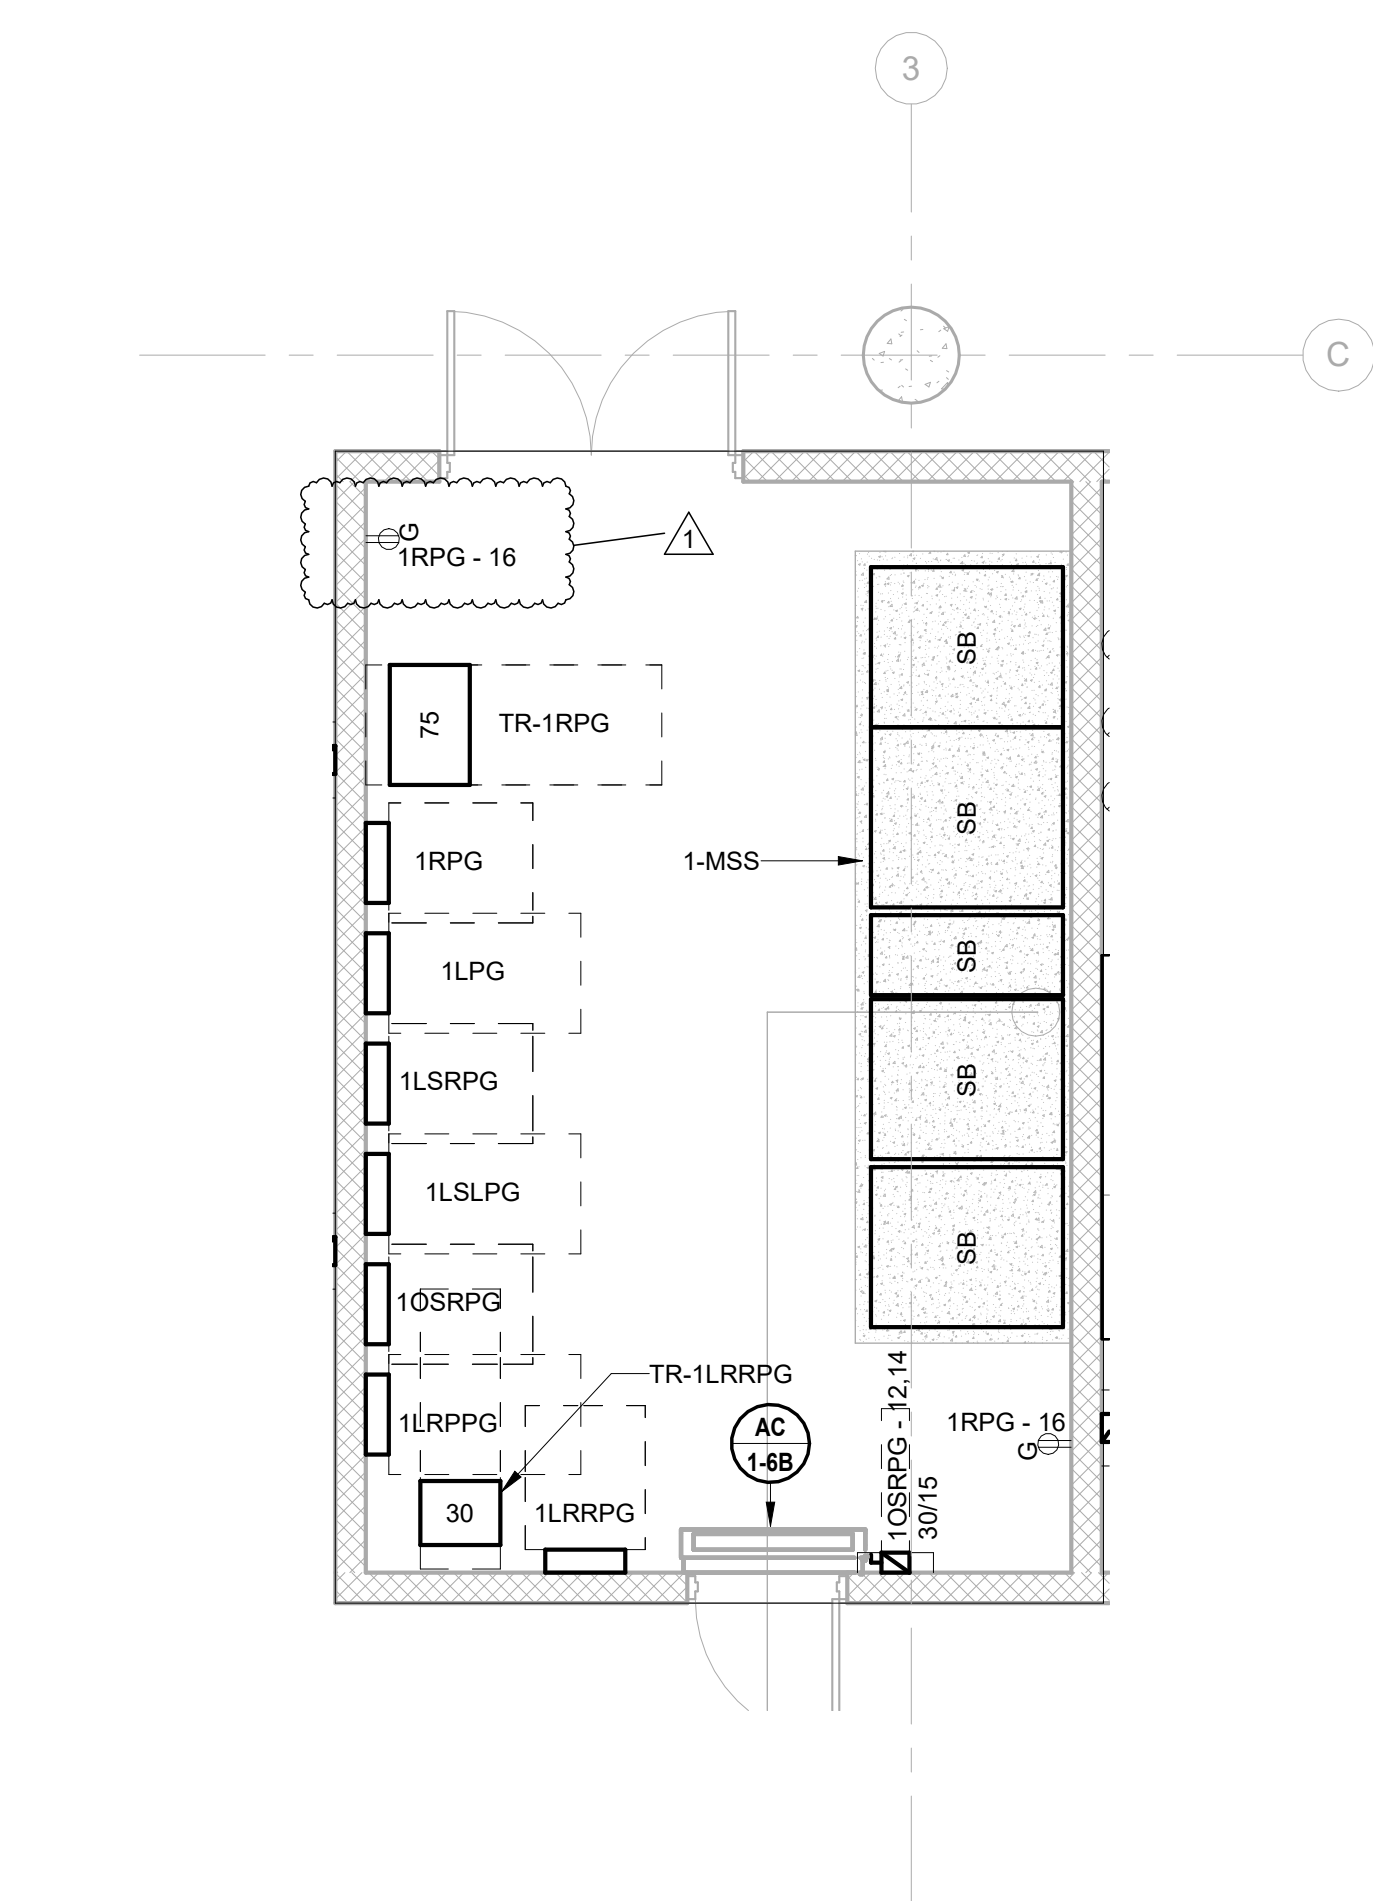 3
C
G
1RPG - 16
1
75
TR-1RPG
SB
SB
1RPG
1-MSS
1LPG
SB
1LSRPG
SB
1LSLPG
SB
1OSRPG
TR-1LRRPG
1LRPPG
AC
1-6B
1OSRPG - 12,14
30/15
1RPG - 16
G
30
1LRRPG